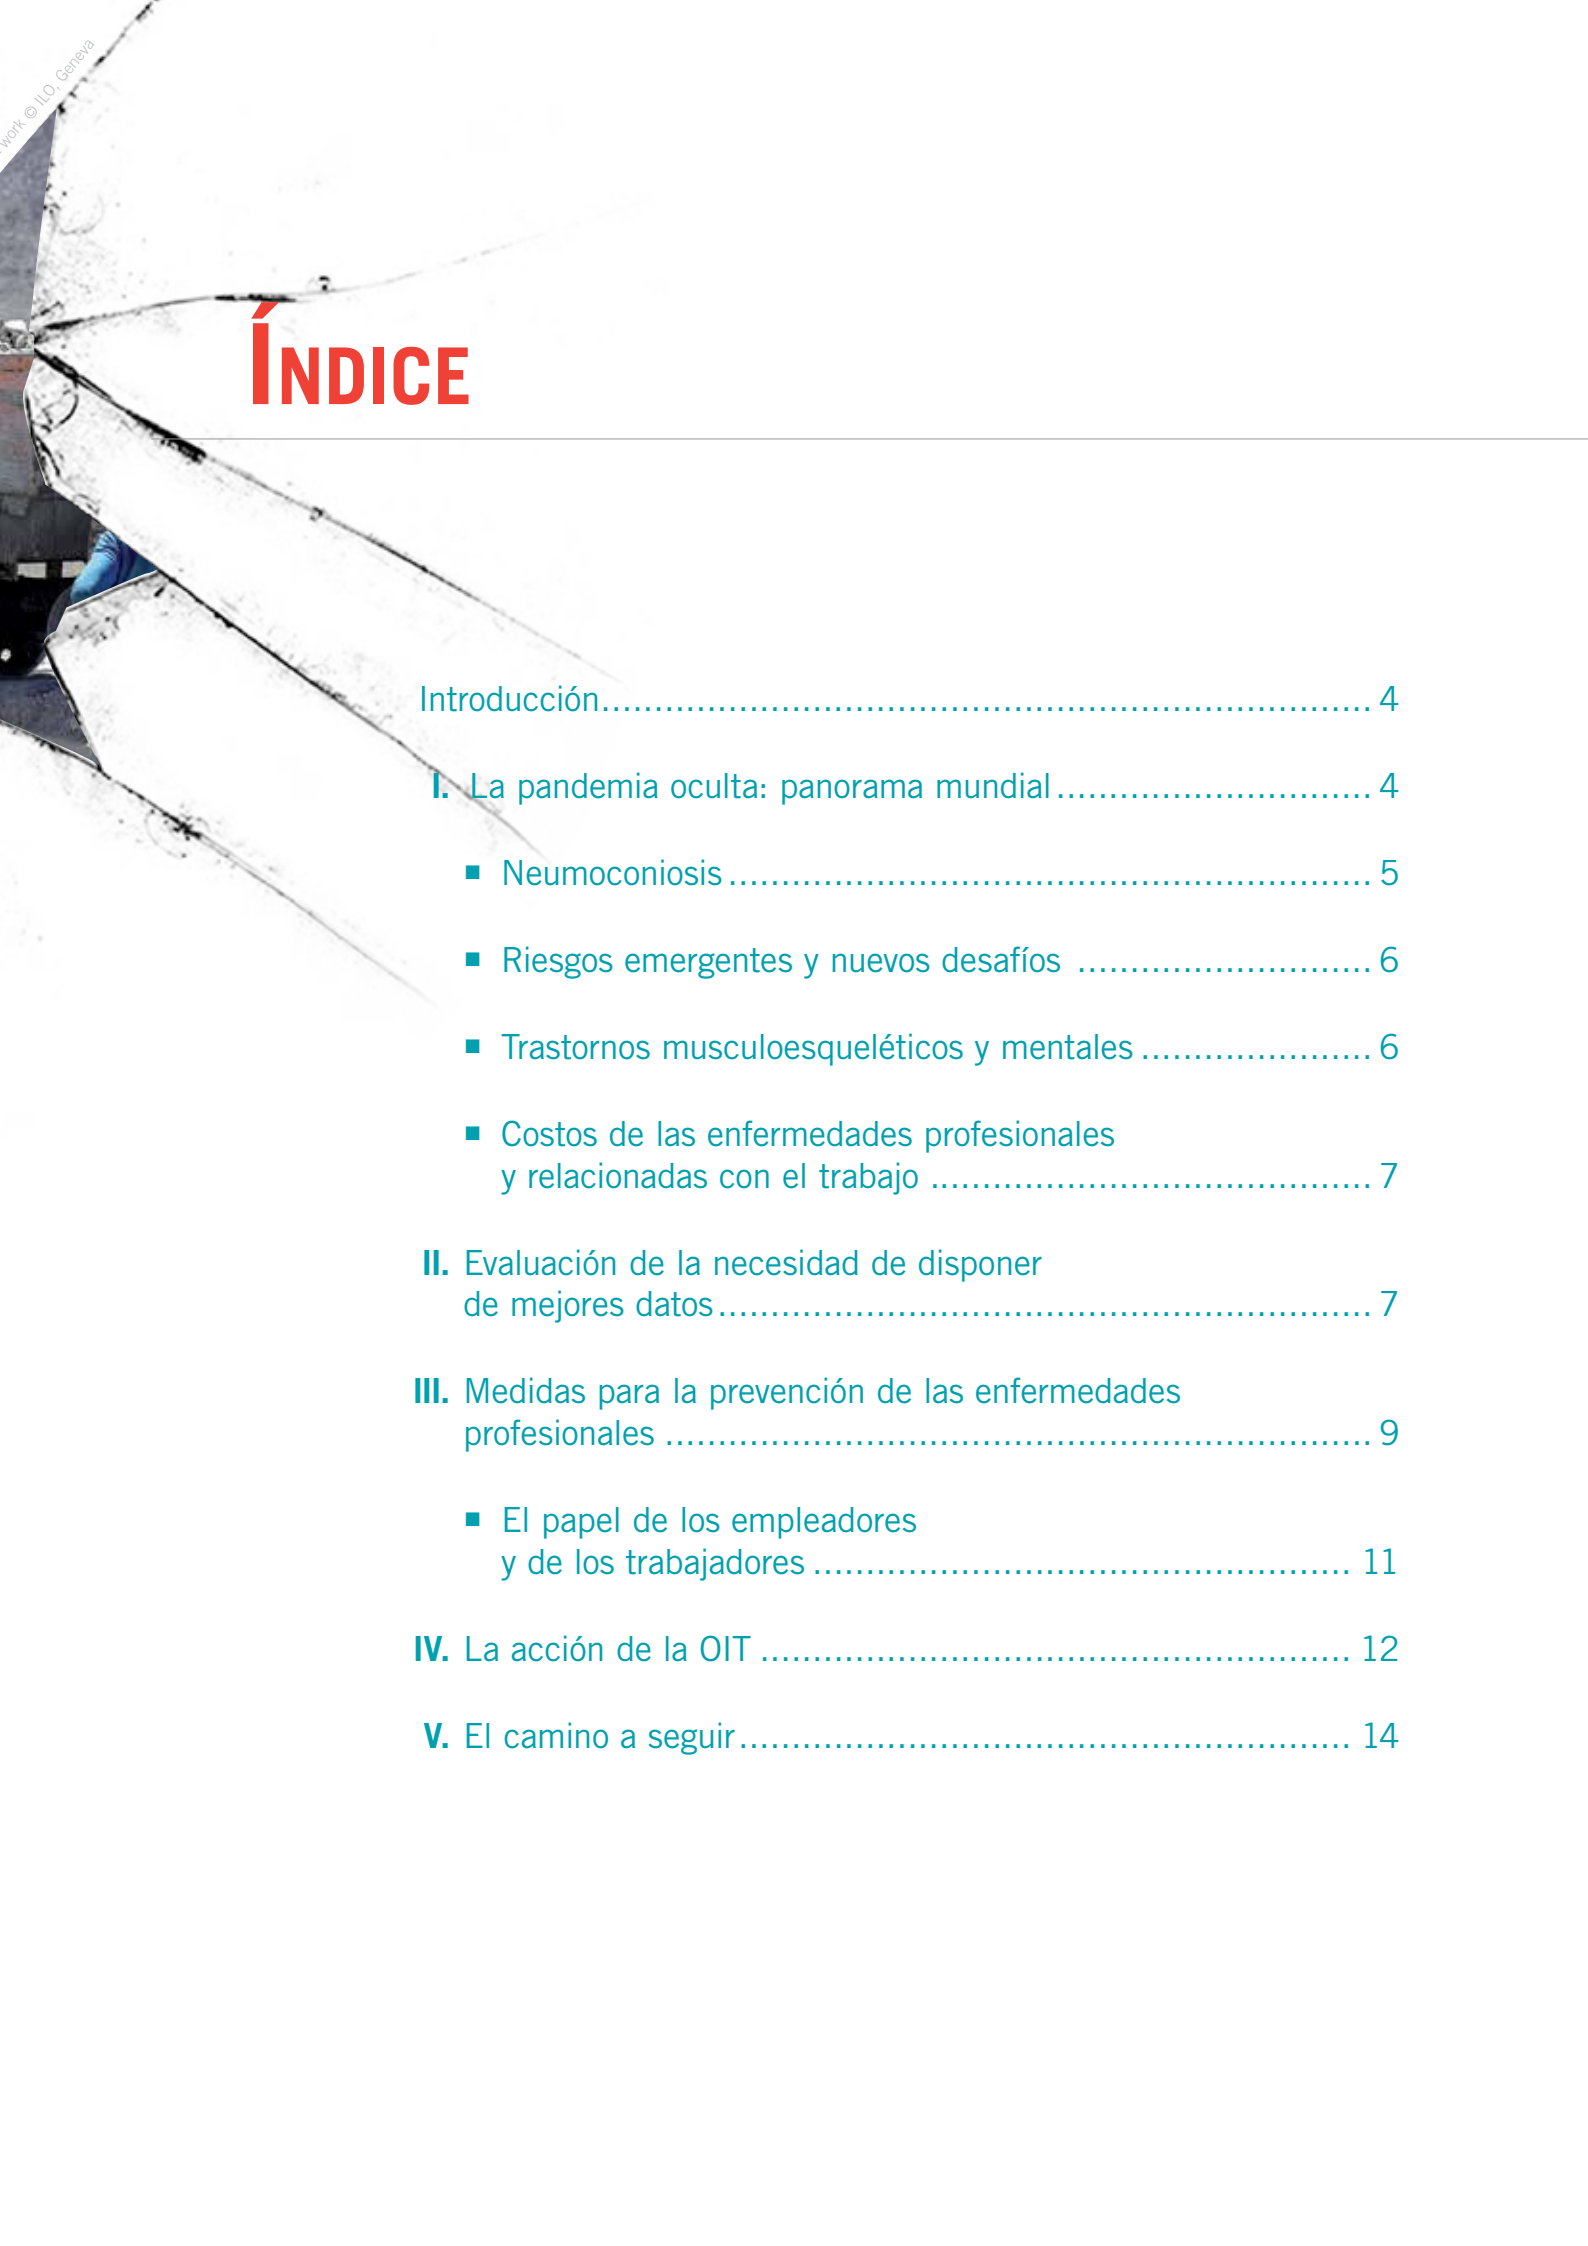 work © ILO, Geneva
ÍNDICE
Introducción........................................................................ 4
I. La pandemia oculta: panorama mundial.............................. 4
■ Neumoconiosis............................................................. 5
■ Riesgos emergentes y nuevos desafíos ............................ 6
■ Trastornos musculoesqueléticos y mentales...................... 6
■ Costos de las enfermedades profesionales
y relacionadas con el trabajo .......................................... 7
II. Evaluación de la necesidad de disponer
de mejores datos.............................................................. 7
III. Medidas para la prevención de las enfermedades
profesionales ................................................................... 9
■ El papel de los empleadores
y de los trabajadores................................................... 11
IV. La acción de la OIT ........................................................ 12
V. El camino a seguir.......................................................... 14